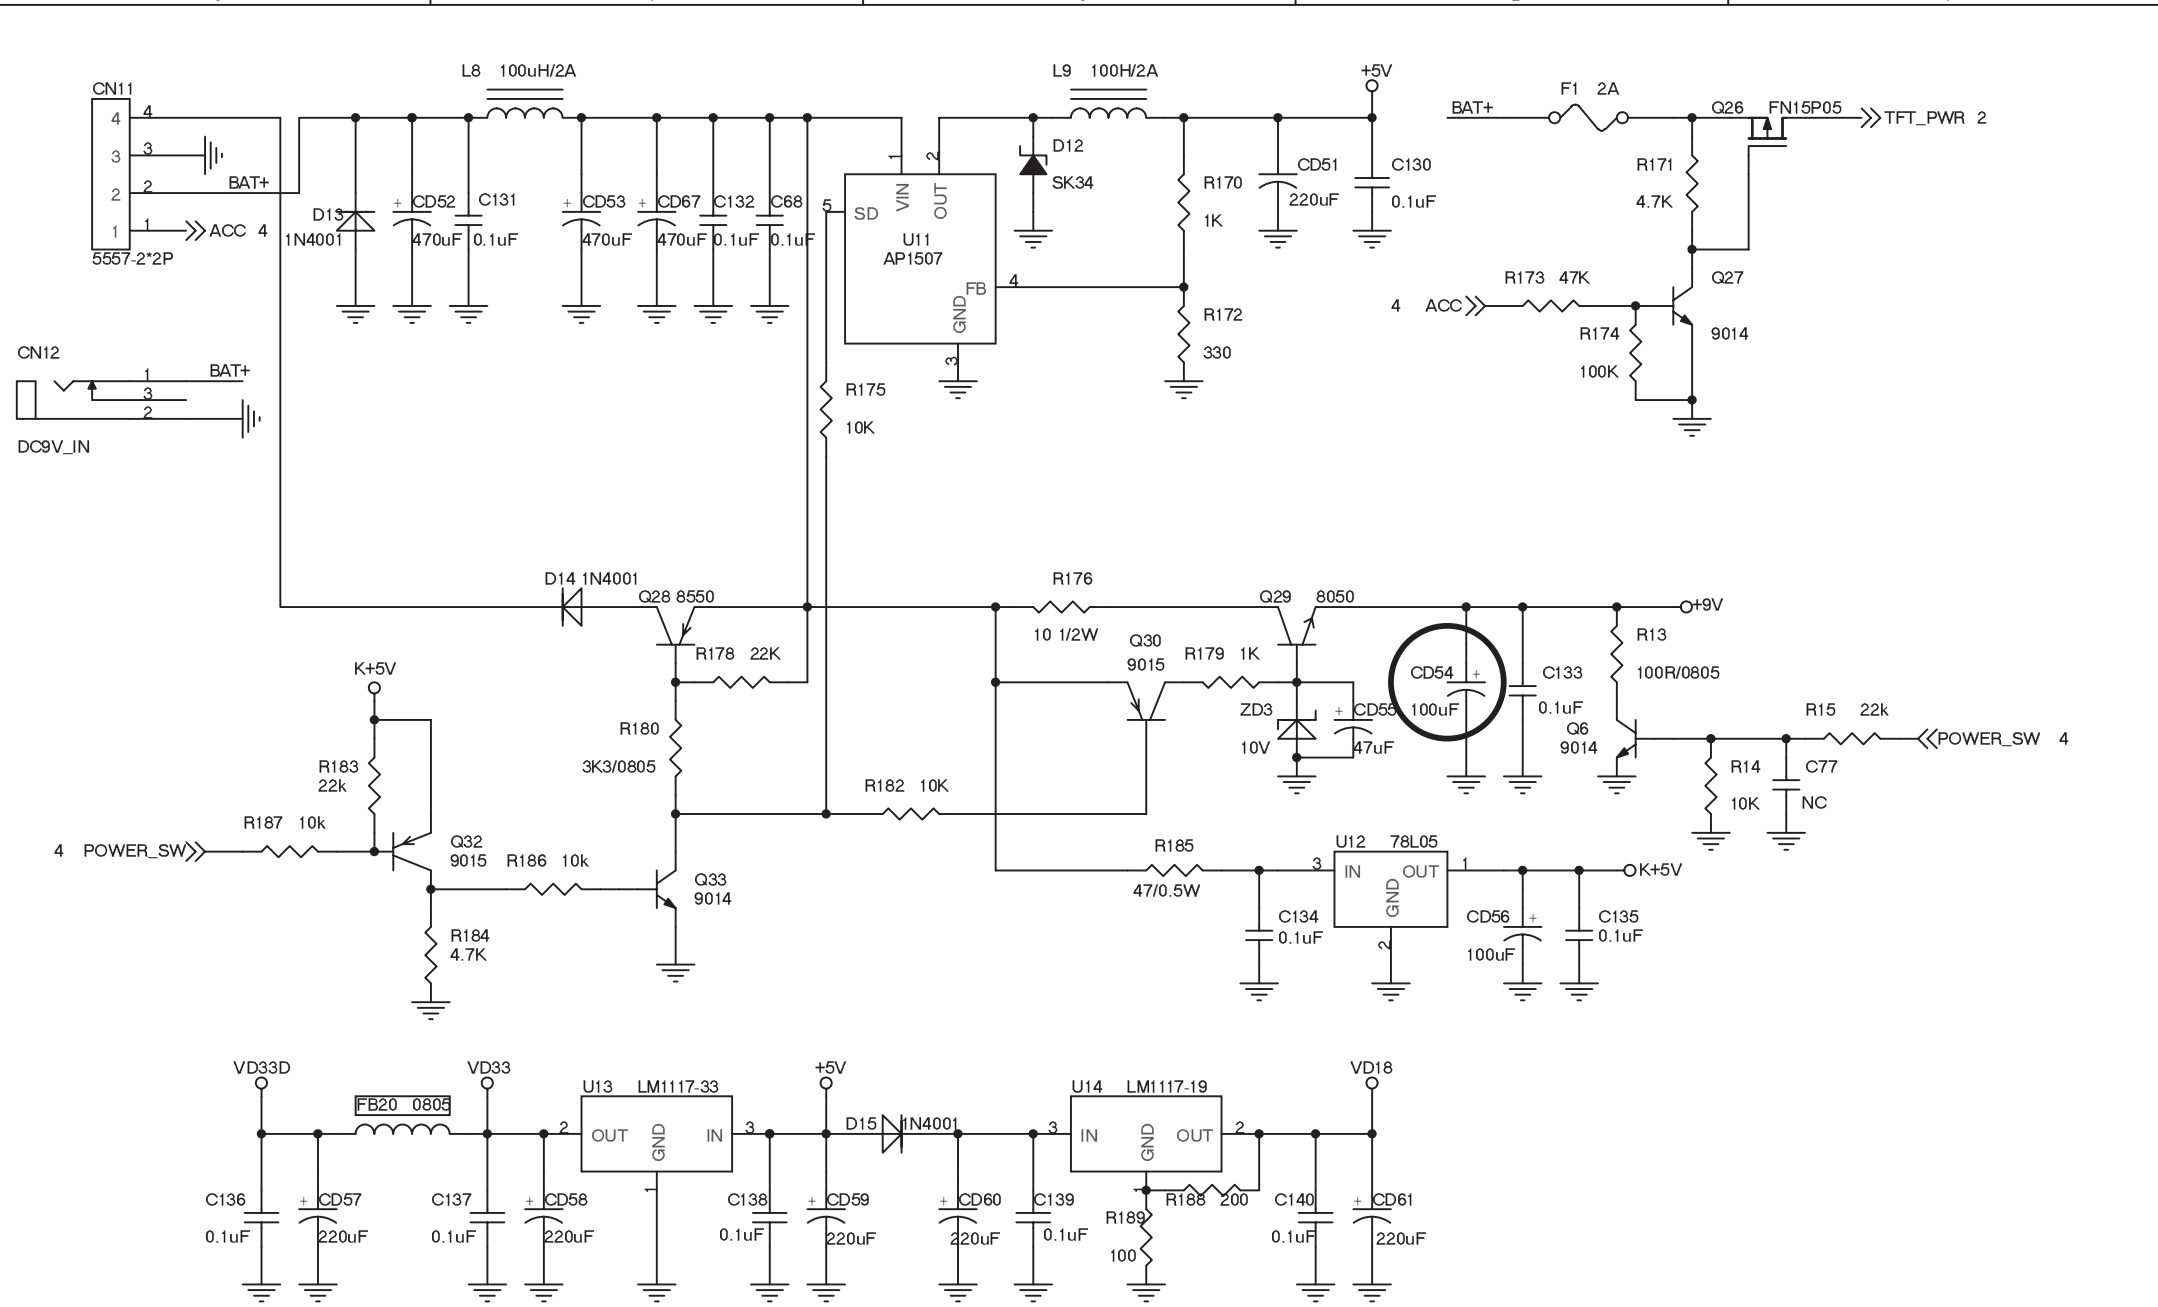 L8 100uH/2A
L9 100H/2A
+5V
F1 2A
CN11
BAT+
Q26 FN15P05
TFT_PWR 2
4 4
3 3
2 2
BAT+
1 1
ACC 4
5557-2*2P
D13
1N4001
+ CD52
470uF
C131
0.1uF
+ CD53
470uF
+ CD67
470uF
C132
0.1uF
C68
0.1uF
1
2
5
SD
VIN
OUT
U11
AP1507
FB
4
GND
3
D12
SK34
R170
1K
CD51
220uF
C130
0.1uF
R172
330
R171
4.7K
Q27
9014
4 ACC
R173 47K
R174
100K
CN12
1
BAT+
3
2
DC9V_IN
R175
10K
D14 1N4001
Q28 8550
R176
10 1/2W
Q29 8050
+9V
R178 22K
Q30
9015
R179 1K
ZD3
10V
+ CD55
47uF
CD54 +
100uF
C133
0.1uF
R13
100R/0805
Q6
9014
R15 22k
POWER_SW 4
R14
10K
C77
NC
K+5V
R183
22k
R180
3K3/0805
R182 10K
R187 10k
4 POWER_SW
Q32
9015
R186 10k
Q33
9014
R184
4.7K
R185
47/0.5W
U12 78L05
3
IN
OUT
1
GND
2
K+5V
C134
0.1uF
CD56 +
100uF
C135
0.1uF
VD33D
VD33
+5V
VD18
FB20 0805
U13 LM1117-33
2
OUT
GND
IN
3
1
D15 1N4001
U14 LM1117-19
3
IN
GND
OUT
2
1
C136
0.1uF
+ CD57
220uF
C137
0.1uF
+ CD58
220uF
C138
0.1uF
+ CD59
220uF
+ CD60
220uF
C139
0.1uF
R188 200
R189
100
C140
0.1uF
+ CD61
220uF